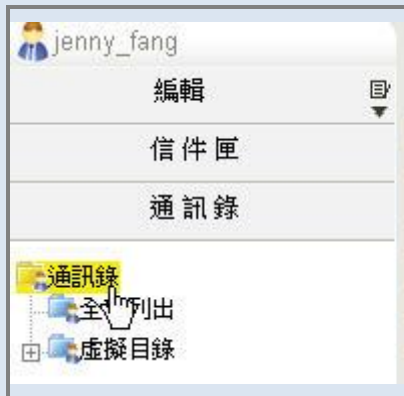 jenny_fang
編輯
信件匣
通訊錄
通訊錄
全部列出
虛擬目錄